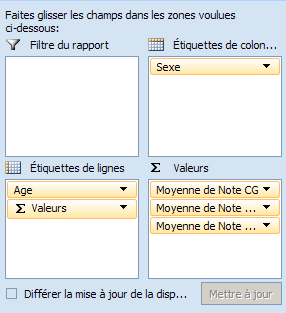 Faites glisser les champs dans les zones voulues
ci-dessous:
Filtre du rapport
Étiquettes de colon...
Sexe
Étiquettes de lignes
Σ Valeurs
Age
Σ Valeurs
Moyenne de Note CG
Moyenne de Note ...
Moyenne de Note ...
Différer la mise à jour de la disp...
Mettre à jour